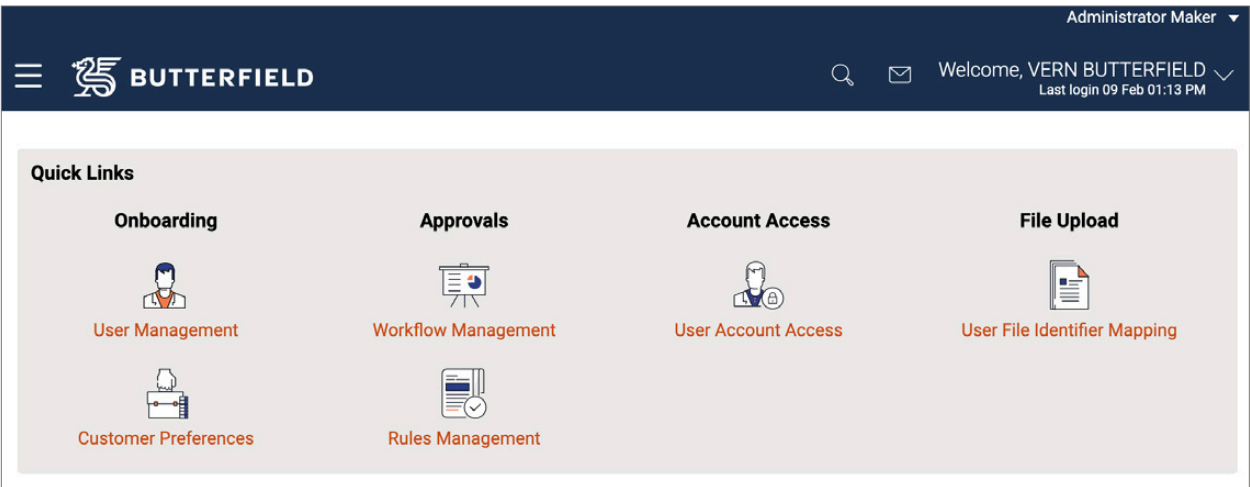 Administrator Maker
BUTTERFIELD
Welcome, VERN BUTTERFIELD
Last login 09 Feb 01:13 PM
Quick Links
Onboarding Approvals Account Access File Upload
User Management Workflow Management User Account Access User File Identifier Mapping
Customer Preferences Rules Management